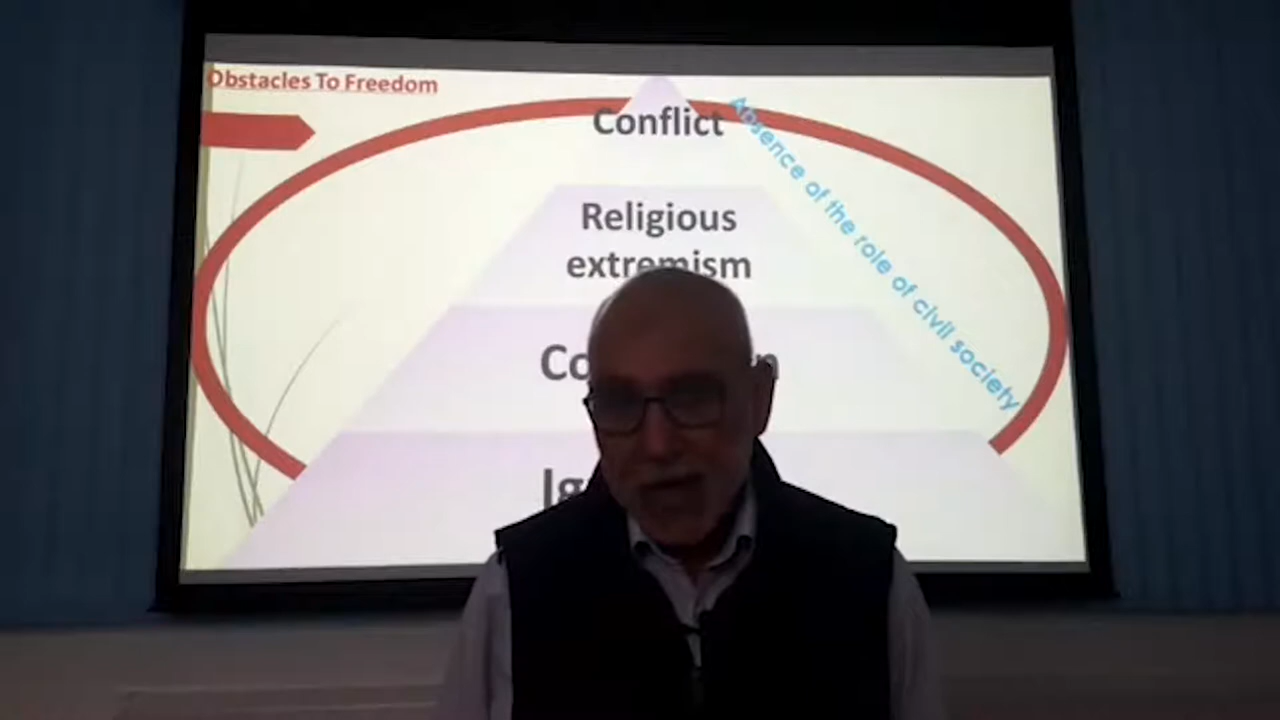 Obstacles To Freedom
Conflict
Absence of the role of civil society
Religious
extremism